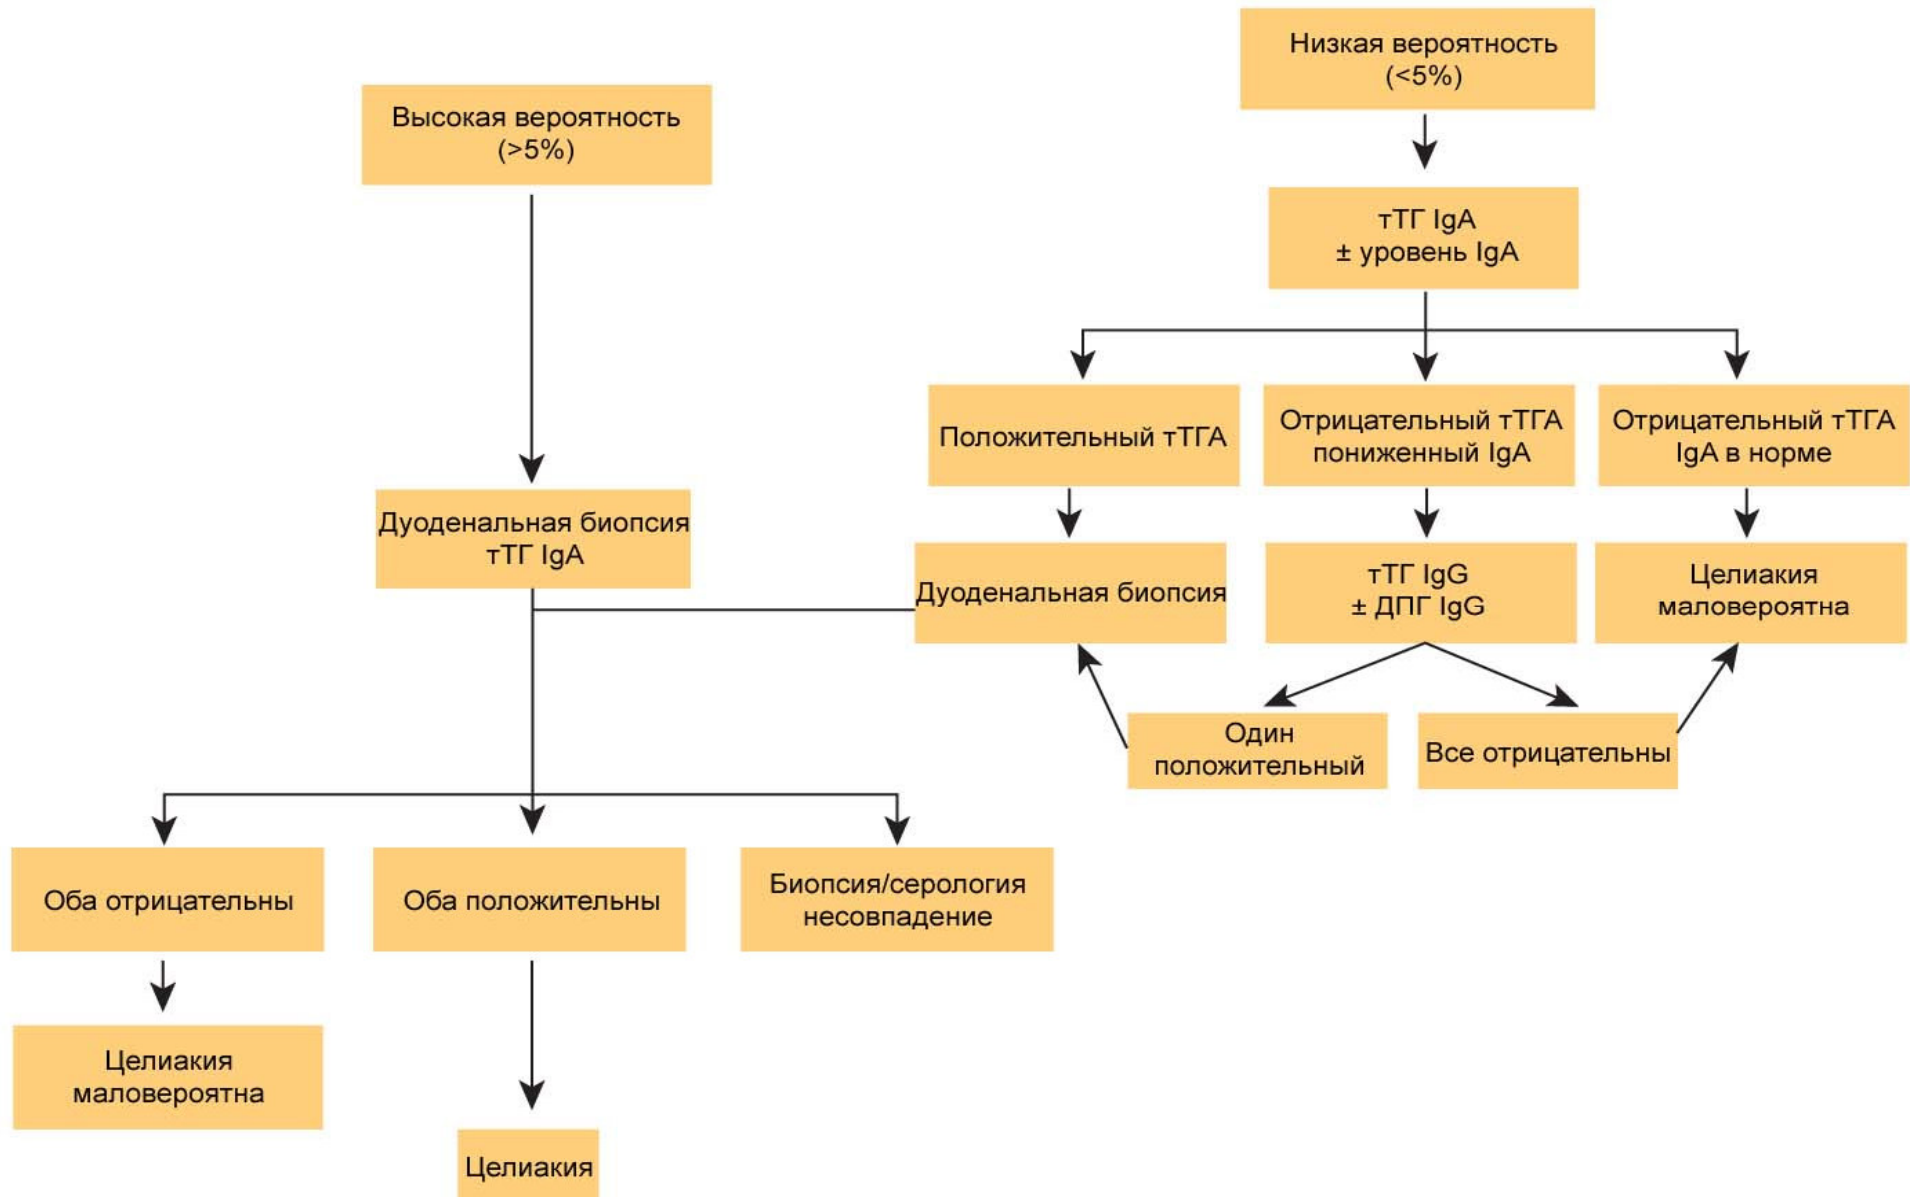 Низкая вероятность
(<5%)
Высокая вероятность
(>5%)
тТГ IgA
± уровень IgA
Положительный тТГА
Отрицательный тТГА
пониженный IgA
Отрицательный тТГА
IgA в норме
Дуоденальная биопсия
тТГ IgA
Дуоденальная биопсия
тТГ IgG
± ДПГ IgG
Целиакия
маловероятна
Один
положительный
Все отрицательны
Оба отрицательны
Оба положительны
Биопсия/серология
несовпадение
Целиакия
маловероятна
Целиакия